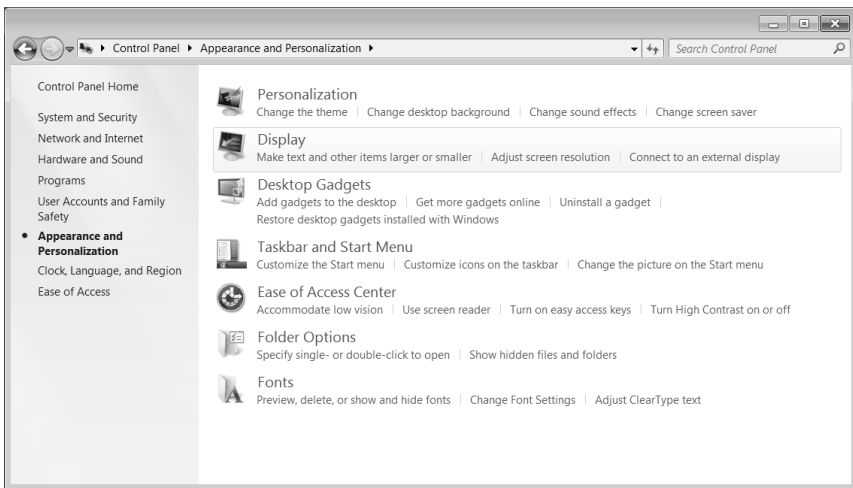 Control Panel Appearance and Personalization
Search Control Panel
Control Panel Home
System and Security
Network and Internet
Hardware and Sound
Programs
User Accounts and Family
Safety
Appearance and
Personalization
Clock, Language, and Region
Ease of Access
Personalization
Change the theme Change desktop background Change sound effects Change screen saver
Display
Make text and other items larger or smaller Adjust screen resolution Connect to an external display
Desktop Gadgets
Add gadgets to the desktop Get more gadgets online Uninstall a gadget
Restore desktop gadgets installed with Windows
Taskbar and Start Menu
Customize the Start menu Customize icons on the taskbar Change the picture on the Start menu
Ease of Access Center
Accommodate low vision Use screen reader Turn on easy access keys Turn High Contrast on or off
Folder Options
Specify single- or double-click to open Show hidden files and folders
Fonts
Preview, delete, or show and hide fonts Change Font Settings Adjust ClearType text